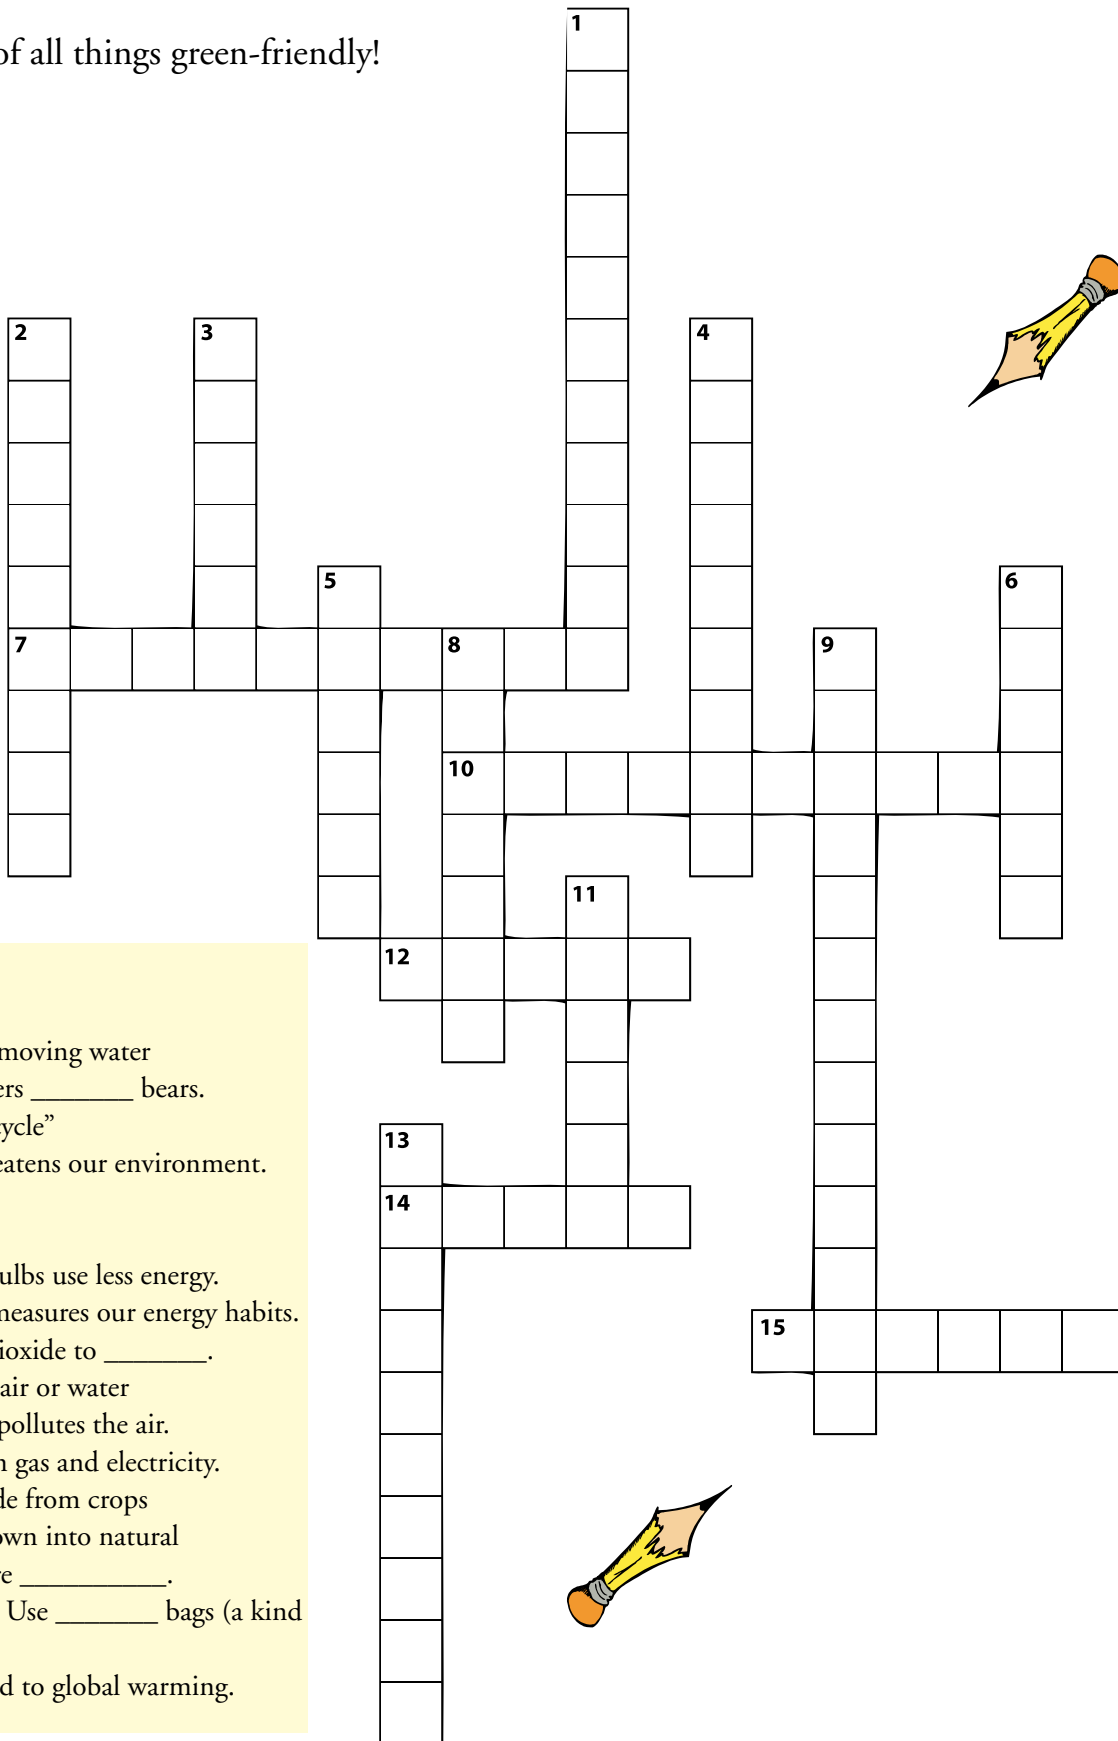 of all things green-friendly!
1
2 3 4
5 6
7 8 9
10
11
12
moving water
ers _______ bears.
cycle”
eatens our environment.
13
14
ulbs use less energy.
measures our energy habits.
15
ioxide to _______.
air or water
pollutes the air.
n gas and electricity.
de from crops
own into natural
re __________.
Use _______ bags (a kind
d to global warming.